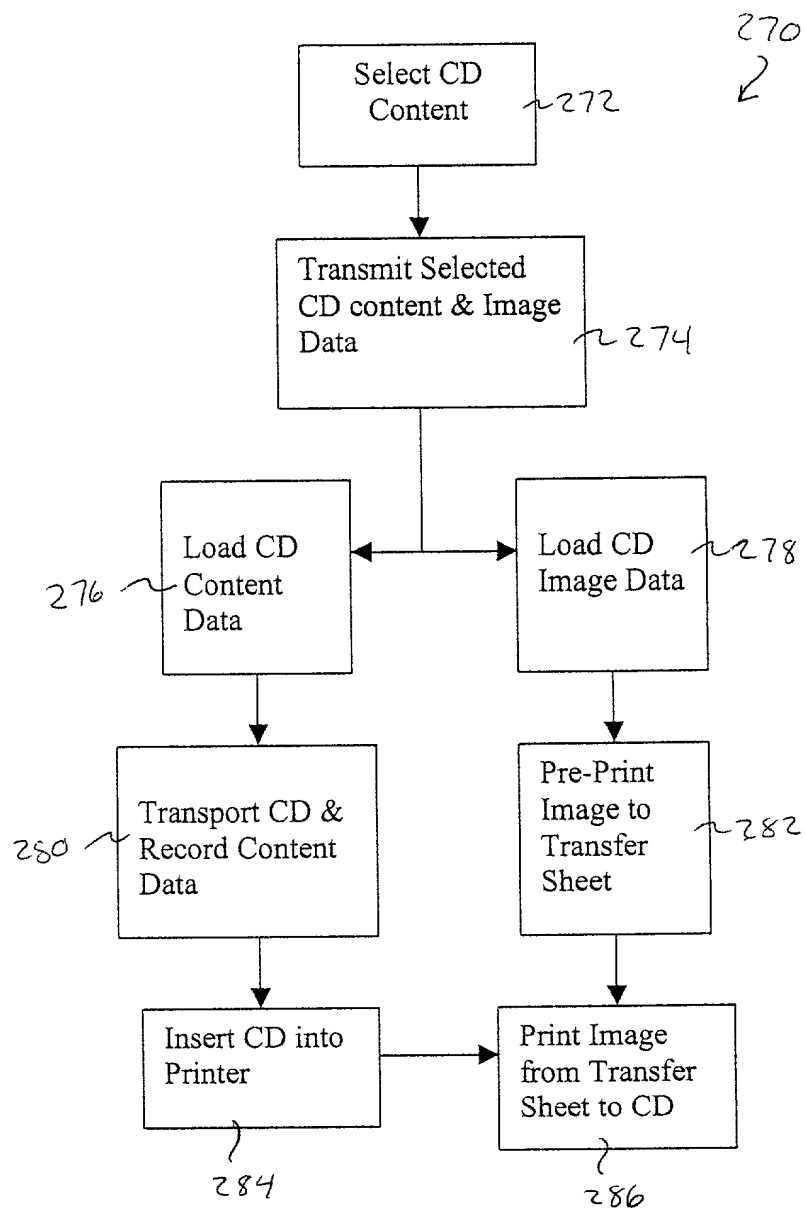 270
Select CD
Content
272
Transmit Selected
CD content & Image
Data
274
Load CD
Content
Data
276
Load CD
Image Data
278
Transport CD &
Record Content
Data
280
Pre-Print
Image to
Transfer
Sheet
282
Insert CD into
Printer
284
Print Image
from Transfer
Sheet to CD
286